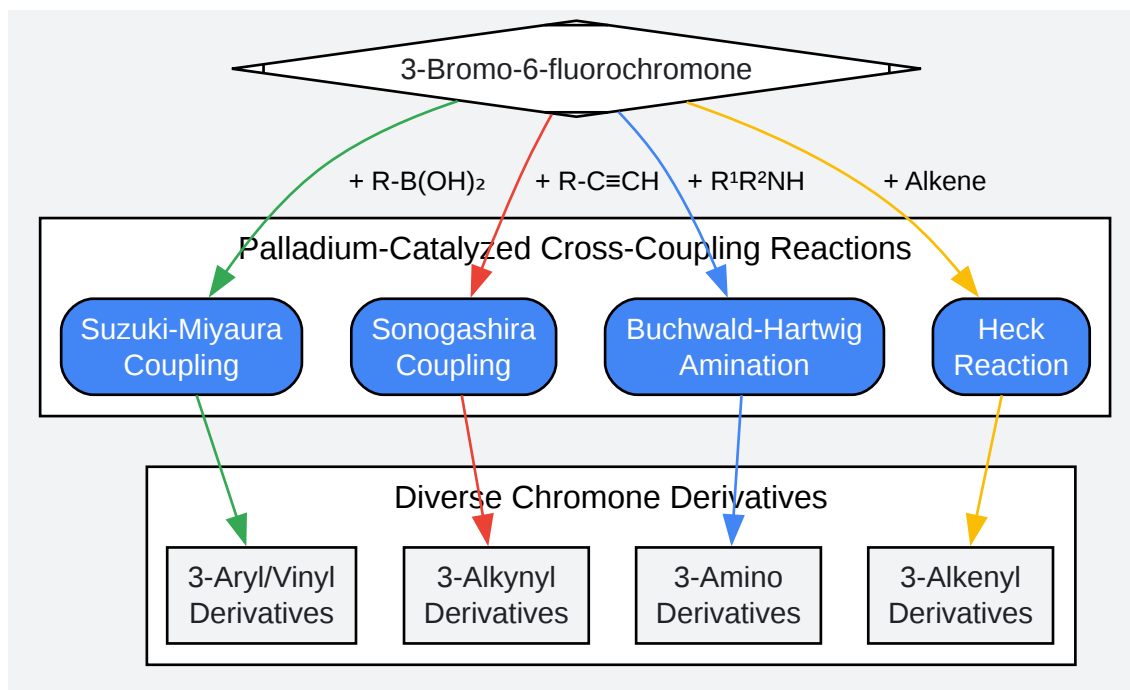 3-Bromo-6-fluorochromone
+ R-B(OH)₂
+ R-C≡CH
+ R¹R²NH
+ Alkene
Palladium-Catalyzed Cross-Coupling Reactions
Suzuki-Miyaura
Coupling
Sonogashira
Coupling
Buchwald-Hartwig
Amination
Heck
Reaction
Diverse Chromone Derivatives
3-Aryl/Vinyl
Derivatives
3-Alkynyl
Derivatives
3-Amino
Derivatives
3-Alkenyl
Derivatives